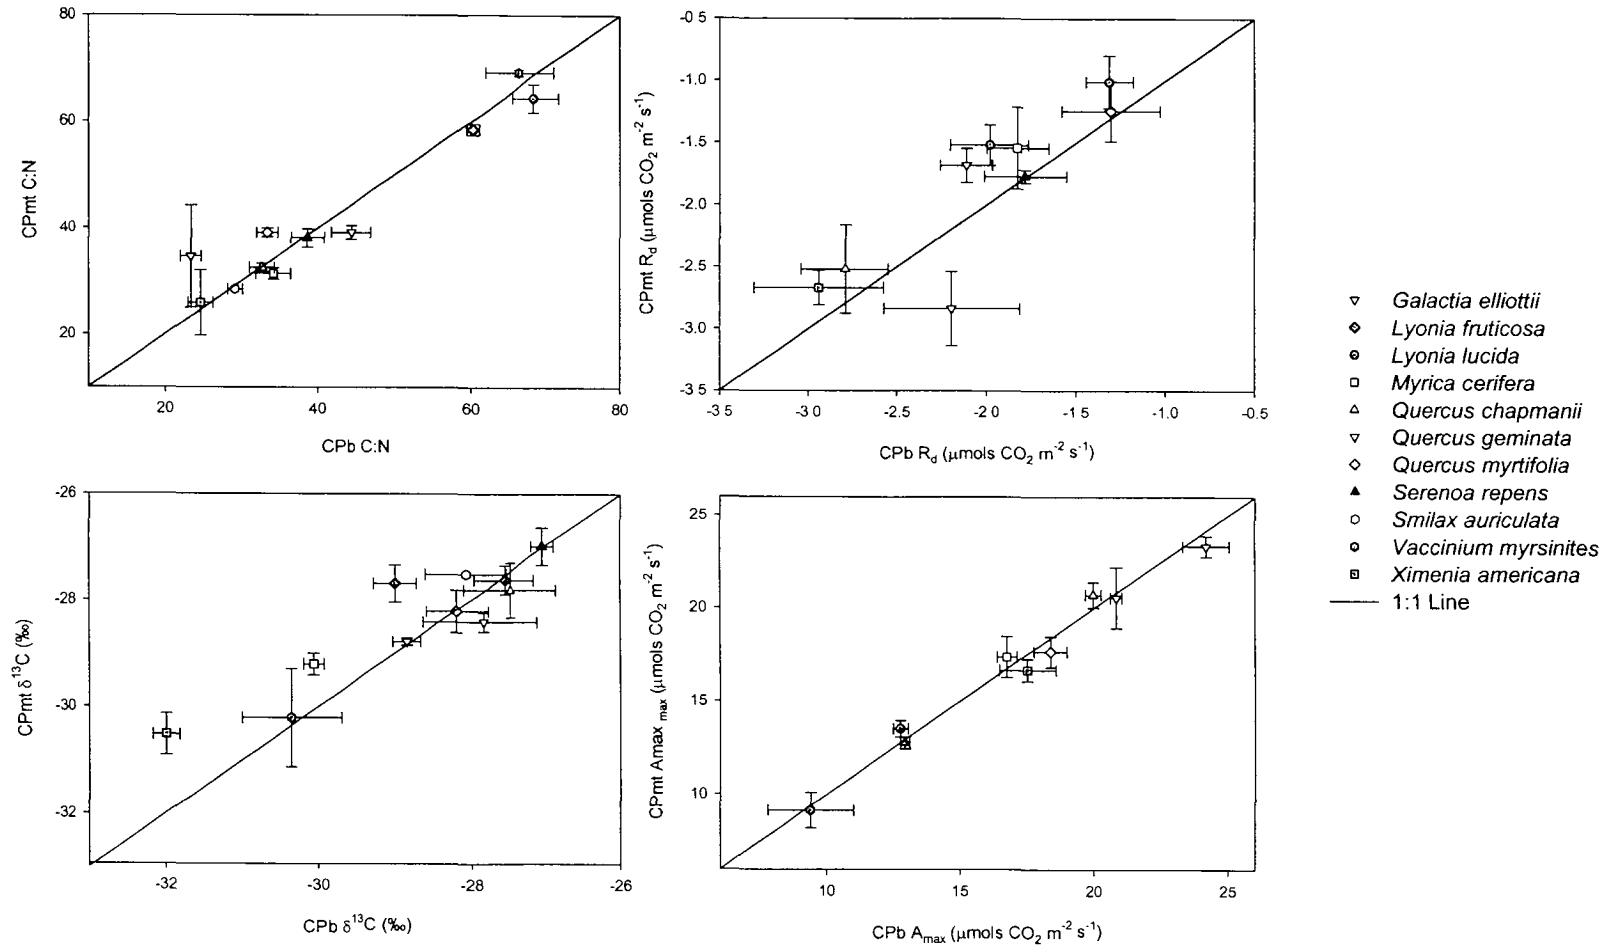 80
60
40
20
CPmt C:N
20
40
60
80
CPb C:N
-0 5
-1.0
-1.5
-2.0
-2.5
-3.0
-3 5
CPmt R_d (μmols CO₂ m⁻² s⁻¹)
-3.5
-3.0
-2.5
-2.0
-1.5
-1.0
-0.5
CPb R_d (μmols CO₂ m⁻² s⁻¹)
-26
-28
-30
-32
CPmt δ¹³C (‰)
-32
-30
-28
-26
CPb δ¹³C (‰)
25
20
15
10
CPmt Amax max (μmols CO₂ m⁻² s⁻¹)
10
15
20
25
CPb Amax (μmols CO₂ m⁻² s⁻¹)
Galactia elliottii
Lyonia fruticosa
Lyonia lucida
Myrica cerifera
Quercus chapmanii
Quercus geminata
Quercus myrtifolia
Serenoa repens
Smilax auriculata
Vaccinium myrsinites
Ximenia americana
1:1 Line